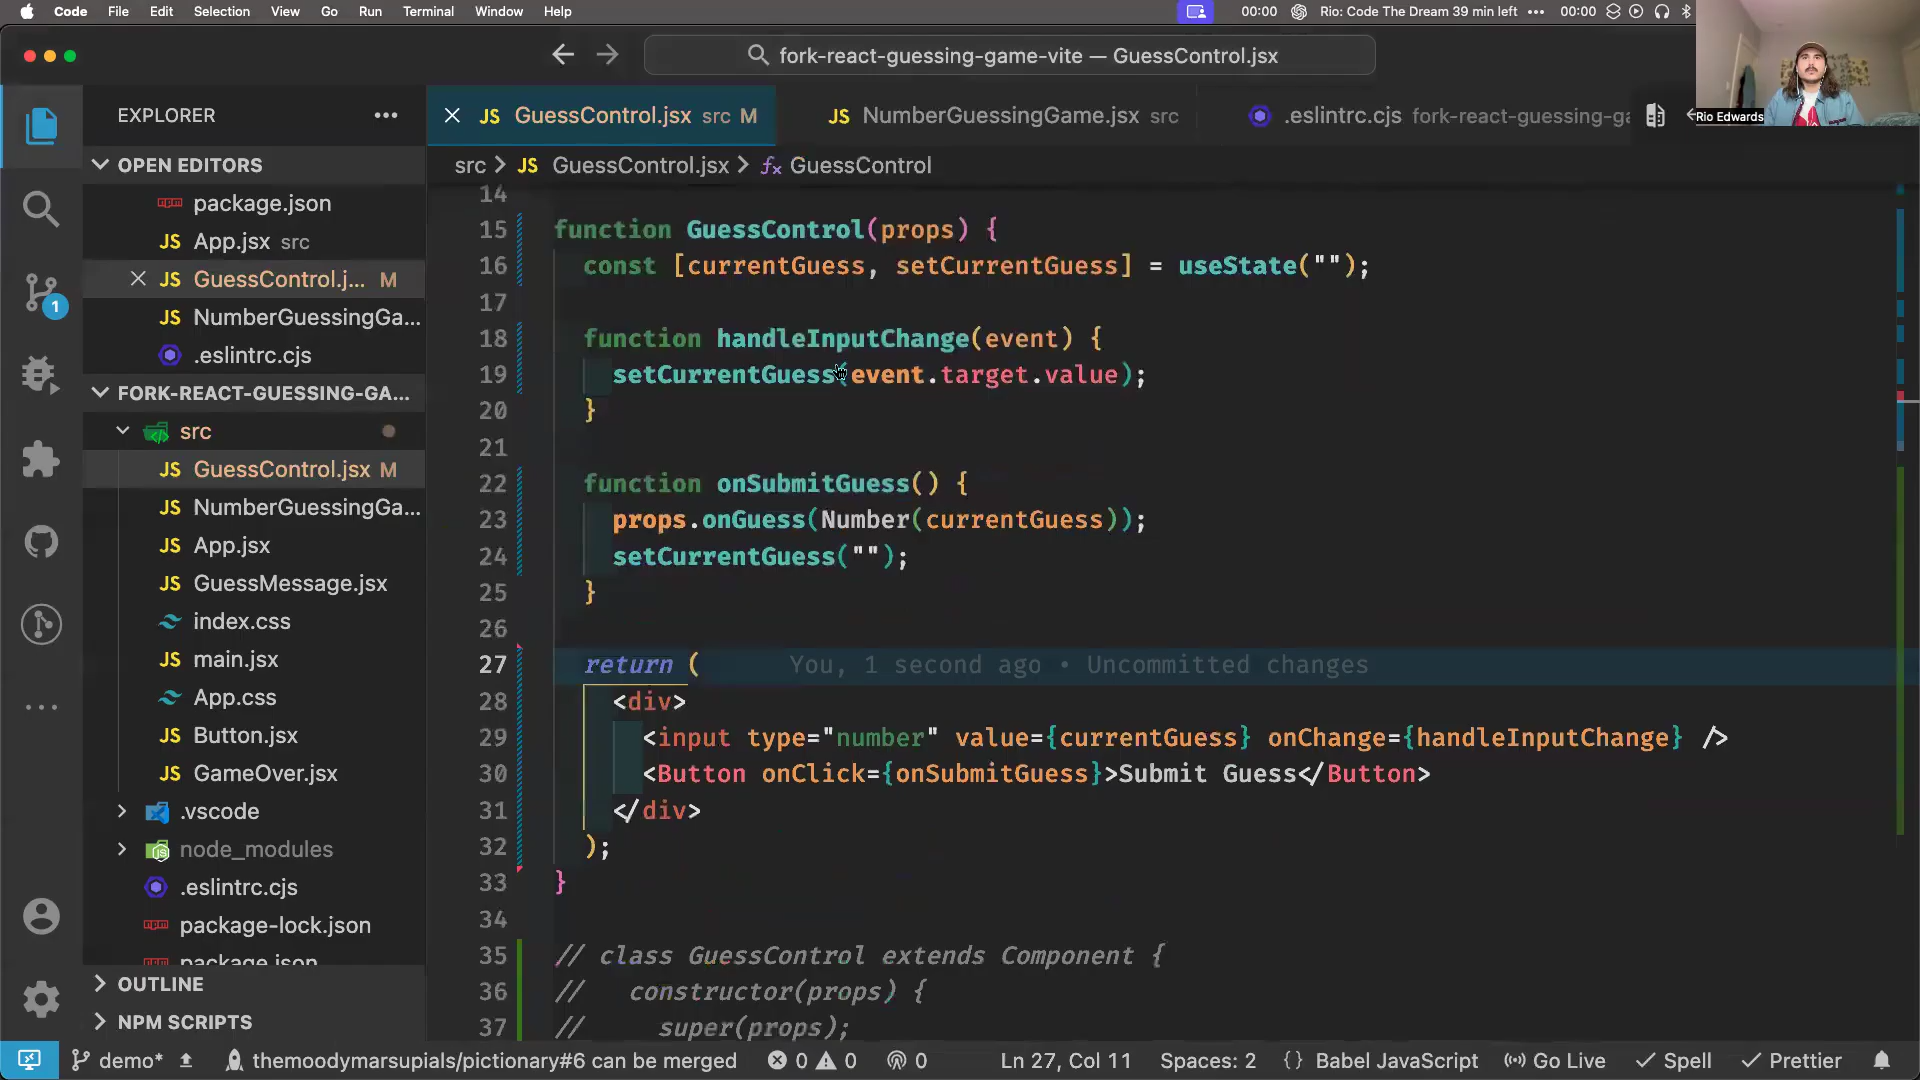 Code File Edit Selection View Go Run Terminal Window Help 00:00 Rio: Code The Dream 39 min left ••• 00:00
fork-react-guessing-game-vite — GuessControl.jsx
Rio Edwards
EXPLORER
GuessControl.jsx src M
JS NumberGuessingGame.jsx src
.eslintrc.cjs fork-react-guessing-ga
src > JS GuessControl.jsx > GuessControl
OPEN EDITORS
package.json
JS App.jsx src
JS GuessControl.j... M
JS NumberGuessingGa...
.eslintrc.cjs
FORK-REACT-GUESSING-GA...
src
JS GuessControl.jsx M
JS NumberGuessingGa...
JS App.jsx
JS GuessMessage.jsx
index.css
JS main.jsx
App.css
JS Button.jsx
JS GameOver.jsx
.vscode
node_modules
.eslintrc.cjs
package-lock.json
package.json
OUTLINE
NPM SCRIPTS
1
14
15 function GuessControl(props) {
16 const [currentGuess, setCurrentGuess] = useState("");
17
18 function handleInputChange(event) {
19 setCurrentGuess(event.target.value);
20 }
21
22 function onSubmitGuess() {
23 props.onGuess(Number(currentGuess));
24 setCurrentGuess("");
25 }
26
27 return ( You, 1 second ago • Uncommitted changes
28 <div>
29 <input type="number" value={currentGuess} onChange={handleInputChange} />
30 <Button onClick={onSubmitGuess}>Submit Guess</Button>
31 </div>
32 );
33 }
34
35 // class GuessControl extends Component {
36 // constructor(props) {
37 // super(props);
demo* themoodymarsupials/pictionary#6 can be merged 0 0 0 Ln 27, Col 11 Spaces: 2 {} Babel JavaScript Go Live Spell Prettier